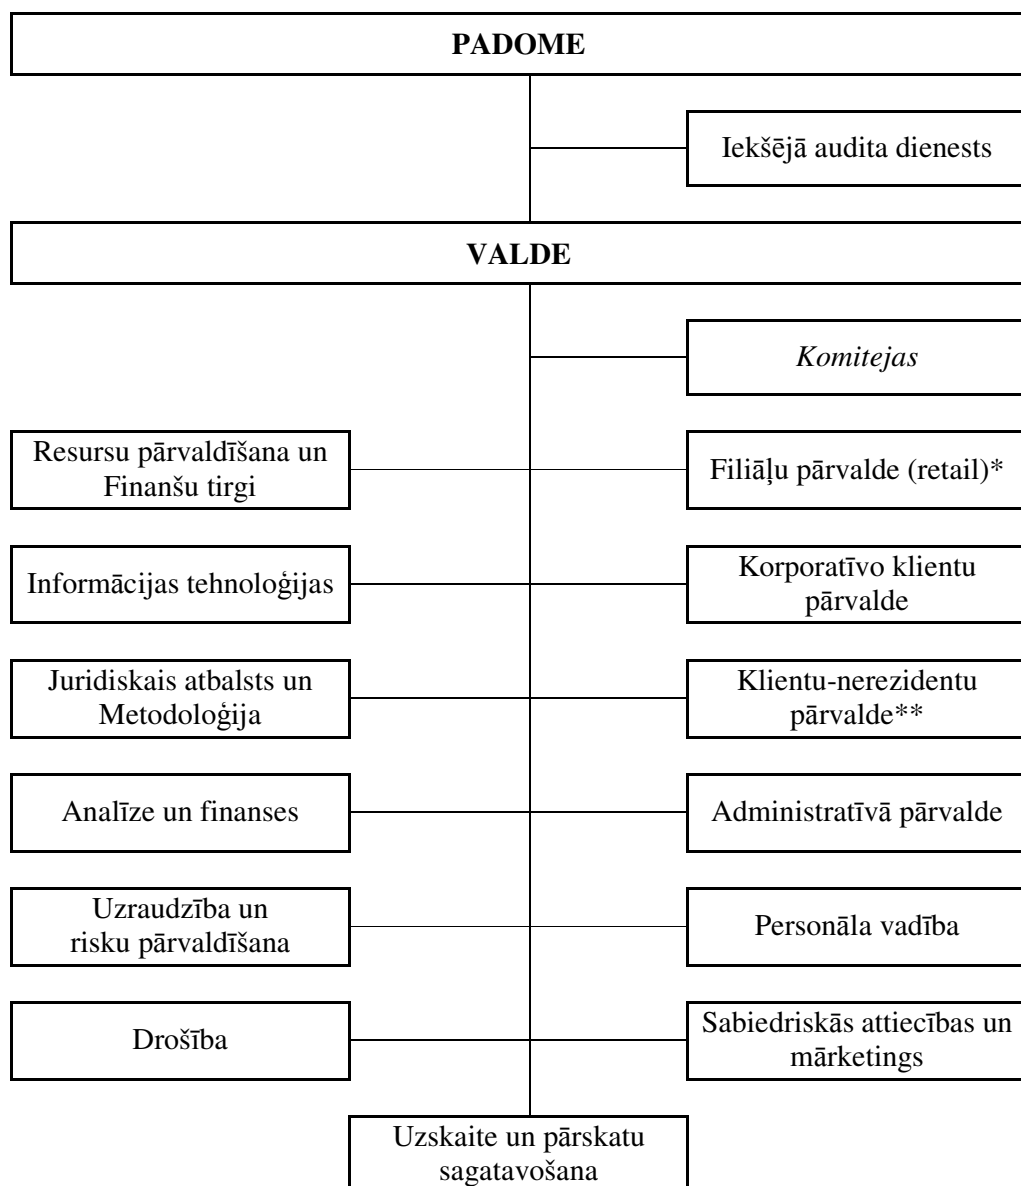 PADOME
Iekšējā audita dienests
VALDE
Komitejas
Resursu pārvaldīšana un
Finanšu tirgi
Filiāļu pārvalde (retail)*
Informācijas tehnoloģijas
Korporatīvo klientu
pārvalde
Juridiskais atbalsts un
Metodoloģija
Klientu-nerezidentu
pārvalde**
Analīze un finanses
Administratīvā pārvalde
Uzraudzība un
risku pārvaldīšana
Personāla vadība
Drošība
Sabiedriskās attiecības un
mārketings
Uzskaite un pārskatu
sagatavošana